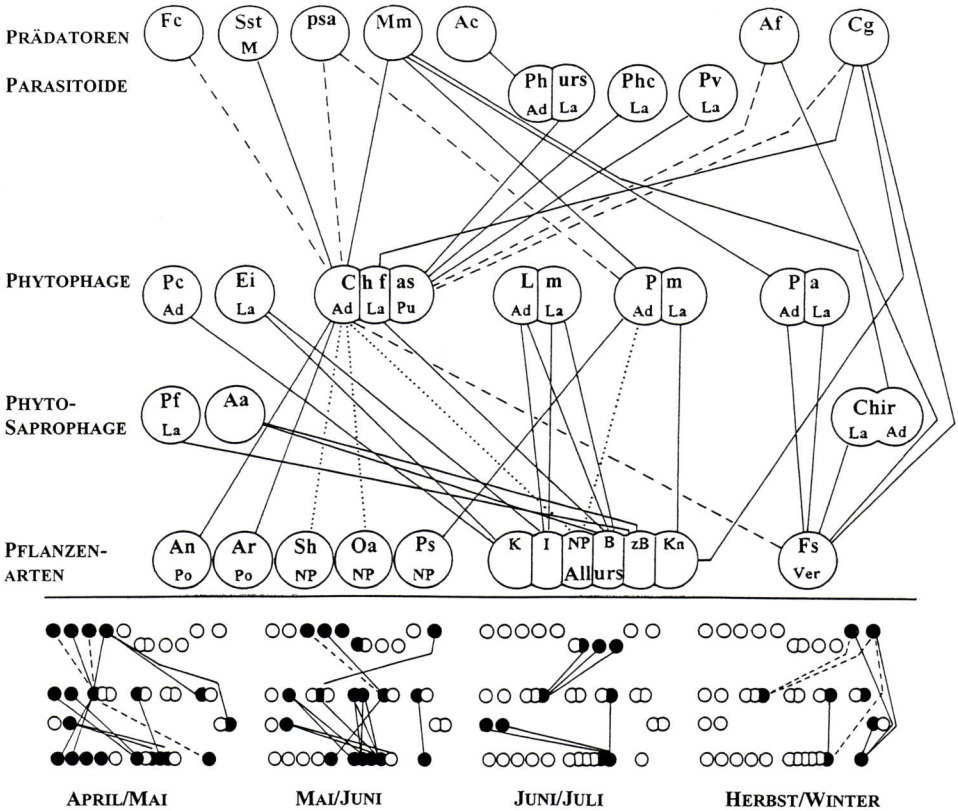 PRÄDATOREN
Fc
Sst
M
psa
Mm
Ac
Af
Cg
PARASITOIDE
Ph urs
Ad La
Phc
La
Pv
La
PHYTOPHAGE
Pc
Ad
Ei
La
C h f as
Ad La Pu
L m
Ad La
P m
Ad La
P a
Ad La
PHYTO-
SAPROPHAGE
Pf
La
Aa
Chir
La Ad
PFLANZEN-
ARTEN
An
Po
Ar
Po
Sh
NP
Oa
NP
Ps
NP
K I NP B zB Kn
All urs
Fs
Ver
APRIL/MAI
MAI/JUNI
JUNI/JULI
HERBST/WINTER